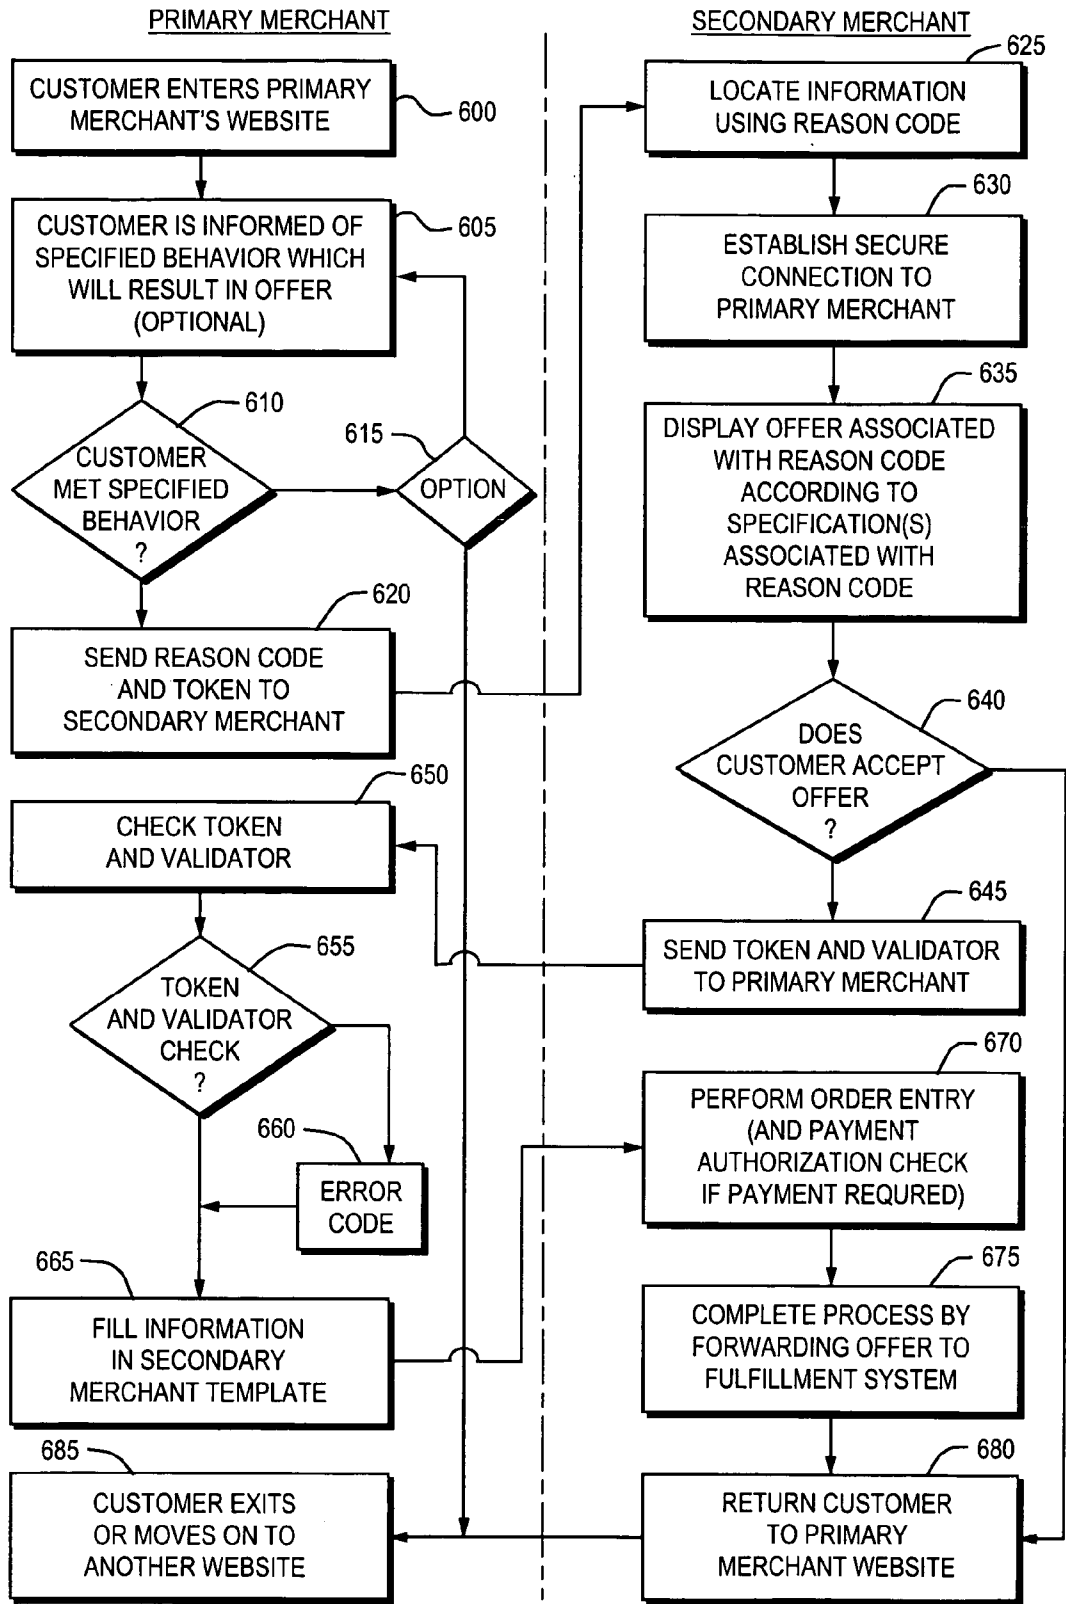 PRIMARY MERCHANT
CUSTOMER ENTERS PRIMARY
MERCHANT'S WEBSITE
600
CUSTOMER IS INFORMED OF
SPECIFIED BEHAVIOR WHICH
WILL RESULT IN OFFER
(OPTIONAL)
605
CUSTOMER
MET SPECIFIED
BEHAVIOR
?
610
615
OPTION
620
SEND REASON CODE
AND TOKEN TO
SECONDARY MERCHANT
650
CHECK TOKEN
AND VALIDATOR
655
TOKEN
AND VALIDATOR
CHECK
?
660
ERROR
CODE
665
FILL INFORMATION
IN SECONDARY
MERCHANT TEMPLATE
685
CUSTOMER EXITS
OR MOVES ON TO
ANOTHER WEBSITE
SECONDARY MERCHANT
625
LOCATE INFORMATION
USING REASON CODE
630
ESTABLISH SECURE
CONNECTION TO
PRIMARY MERCHANT
635
DISPLAY OFFER ASSOCIATED
WITH REASON CODE
ACCORDING TO
SPECIFICATION(S)
ASSOCIATED WITH
REASON CODE
640
DOES
CUSTOMER ACCEPT
OFFER
?
645
SEND TOKEN AND VALIDATOR
TO PRIMARY MERCHANT
670
PERFORM ORDER ENTRY
(AND PAYMENT
AUTHORIZATION CHECK
IF PAYMENT REQURED)
675
COMPLETE PROCESS BY
FORWARDING OFFER TO
FULFILLMENT SYSTEM
680
RETURN CUSTOMER
TO PRIMARY
MERCHANT WEBSITE